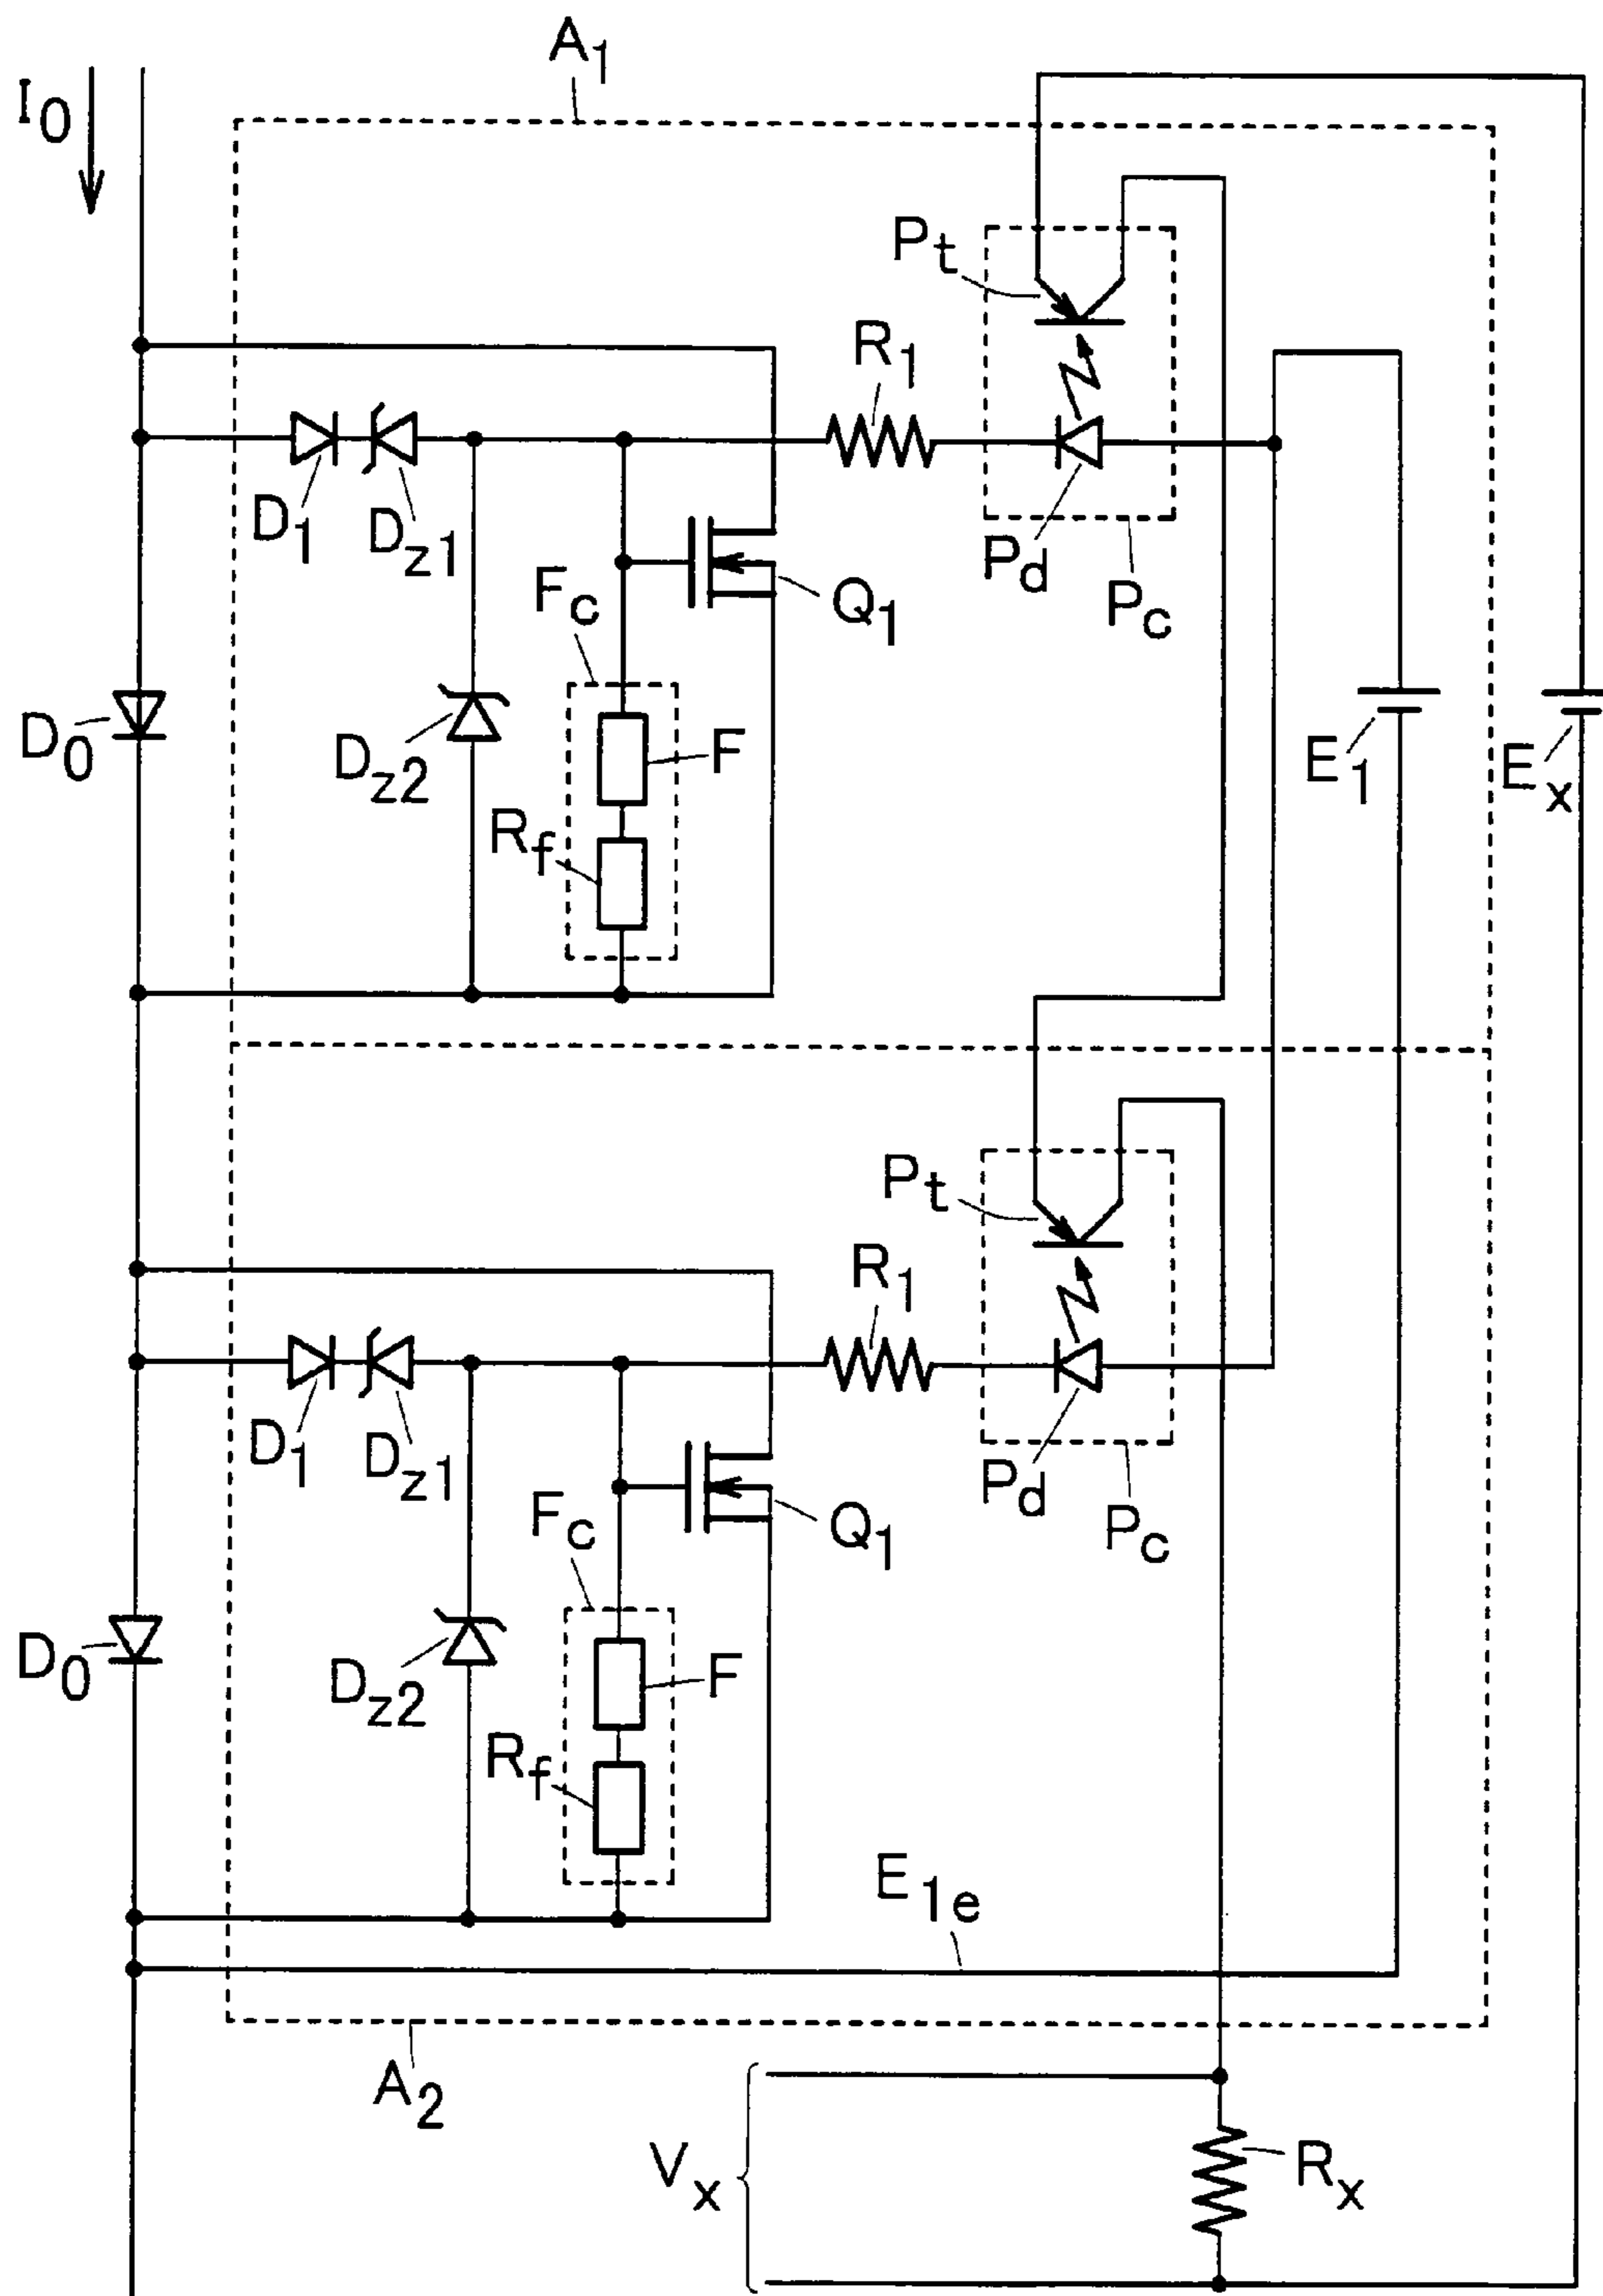 A1
I0
Pt
R1
D1
Dz1
Pd
Pc
Fc
Q1
D0
Dz2
F
E1
Ex
Rf
Pt
R1
D1
Dz1
Pd
Pc
Fc
Q1
D0
Dz2
F
Rf
E1e
A2
Vx
Rx